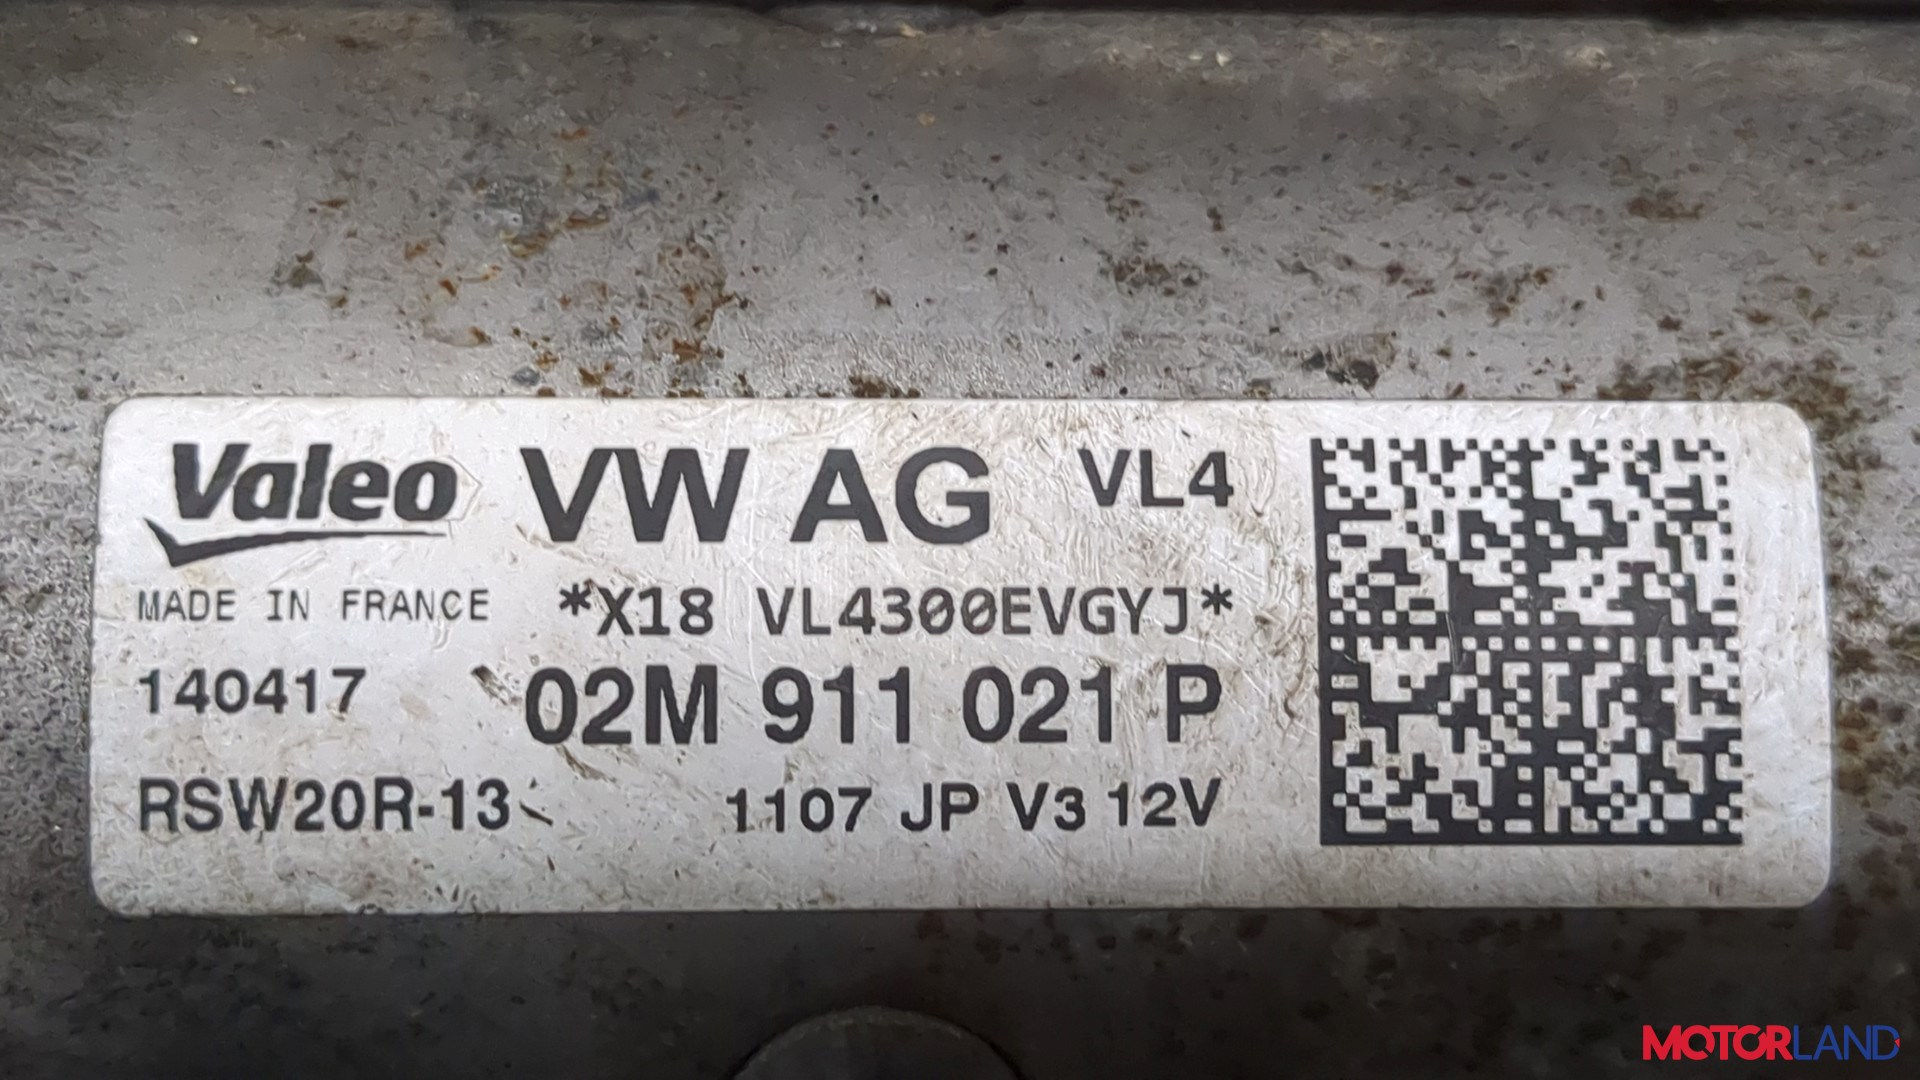 Valeo VW AG VL4
MADE IN FRANCE *X18 VL4300EVGYJ*
140417 02M 911 021 P
RSW20R-13 1107 JP V3 12V
MOTORLAND